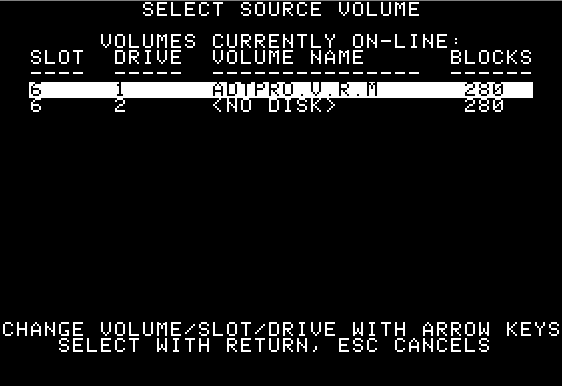 SELECT SOURCE VOLUME
VOLUMES CURRENTLY ON-LINE:
SLOT DRIVE VOLUME NAME BLOCKS
---- ----- --------------- ------
6 1 ADTPRO.V.R.M 280
6 2 <NO DISK> 280
CHANGE VOLUME/SLOT/DRIVE WITH ARROW KEYS
SELECT WITH RETURN, ESC CANCELS